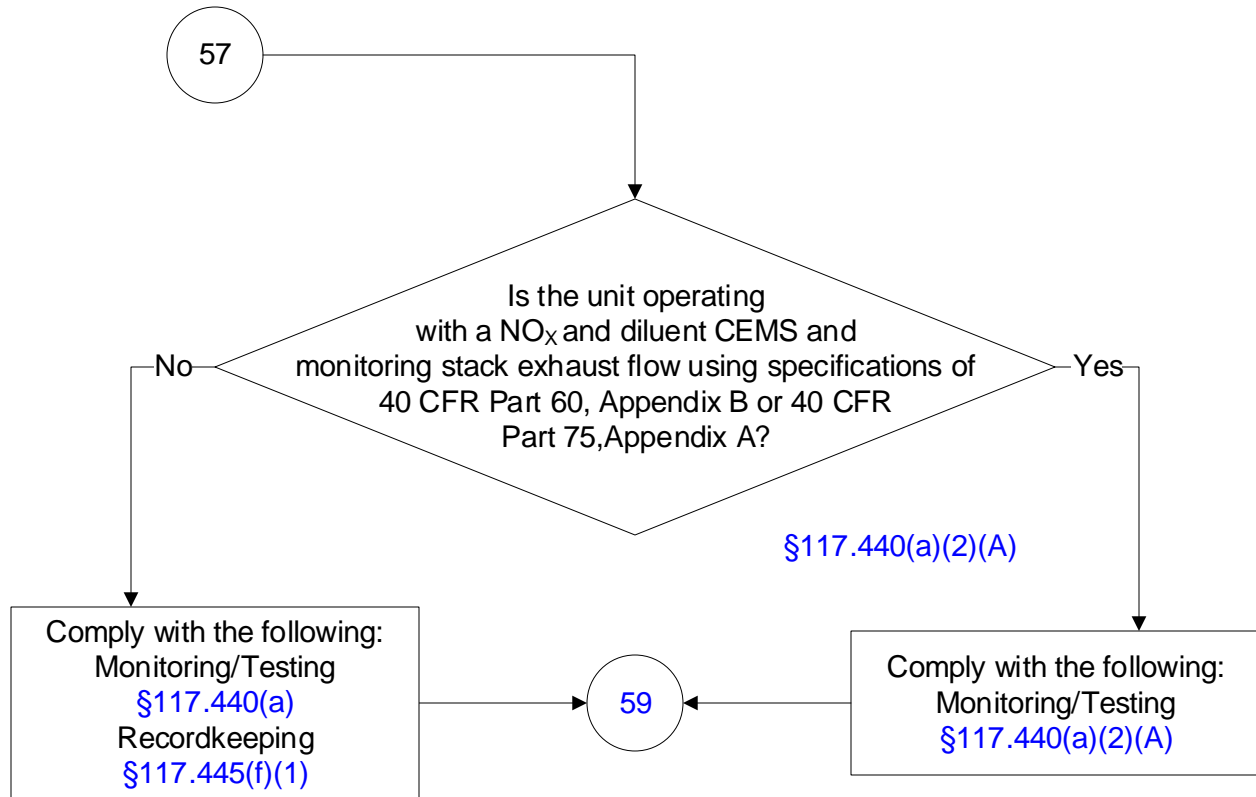 57
Is the unit operating
with a NOX and diluent CEMS and
monitoring stack exhaust flow using specifications of
40 CFR Part 60, Appendix B or 40 CFR
Part 75,Appendix A?
No
Yes
§117.440(a)(2)(A)
Comply with the following:
Monitoring/Testing
§117.440(a)
Recordkeeping
§117.445(f)(1)
59
Comply with the following:
Monitoring/Testing
§117.440(a)(2)(A)